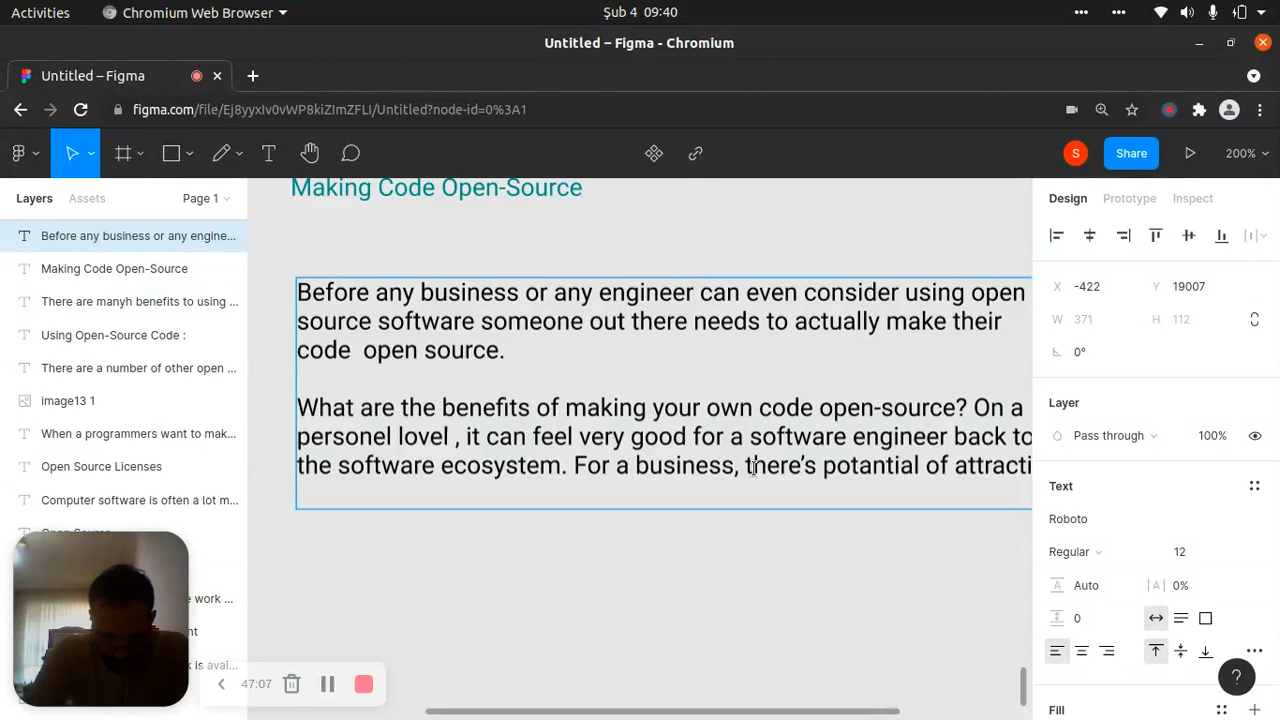 Activities Chromium Web Browser Şub 4 09:40
Untitled – Figma - Chromium
Untitled – Figma
figma.com/file/Ej8yyxIv0vWP8kiZImZFLI/Untitled?node-id=0%3A1
S Share 200%
Layers Assets Page 1
Before any business or any engine...
Making Code Open-Source
There are manyh benefits to using ...
Using Open-Source Code :
There are a number of other open ...
image13 1
When a programmers want to mak...
Open Source Licenses
Computer software is often a lot m...
47:07
Making Code Open-Source
Before any business or any engineer can even consider using open
source software someone out there needs to actually make their
code  open source.
What are the benefits of making your own code open-source? On a
personel lovel , it can feel very good for a software engineer back to
the software ecosystem. For a business, there’s potantial of attracti
Design Prototype Inspect
X -422 Y 19007
W 371 H 112
0°
Layer
Pass through 100%
Text
Roboto
Regular 12
Auto |A| 0%
0
?
Fill